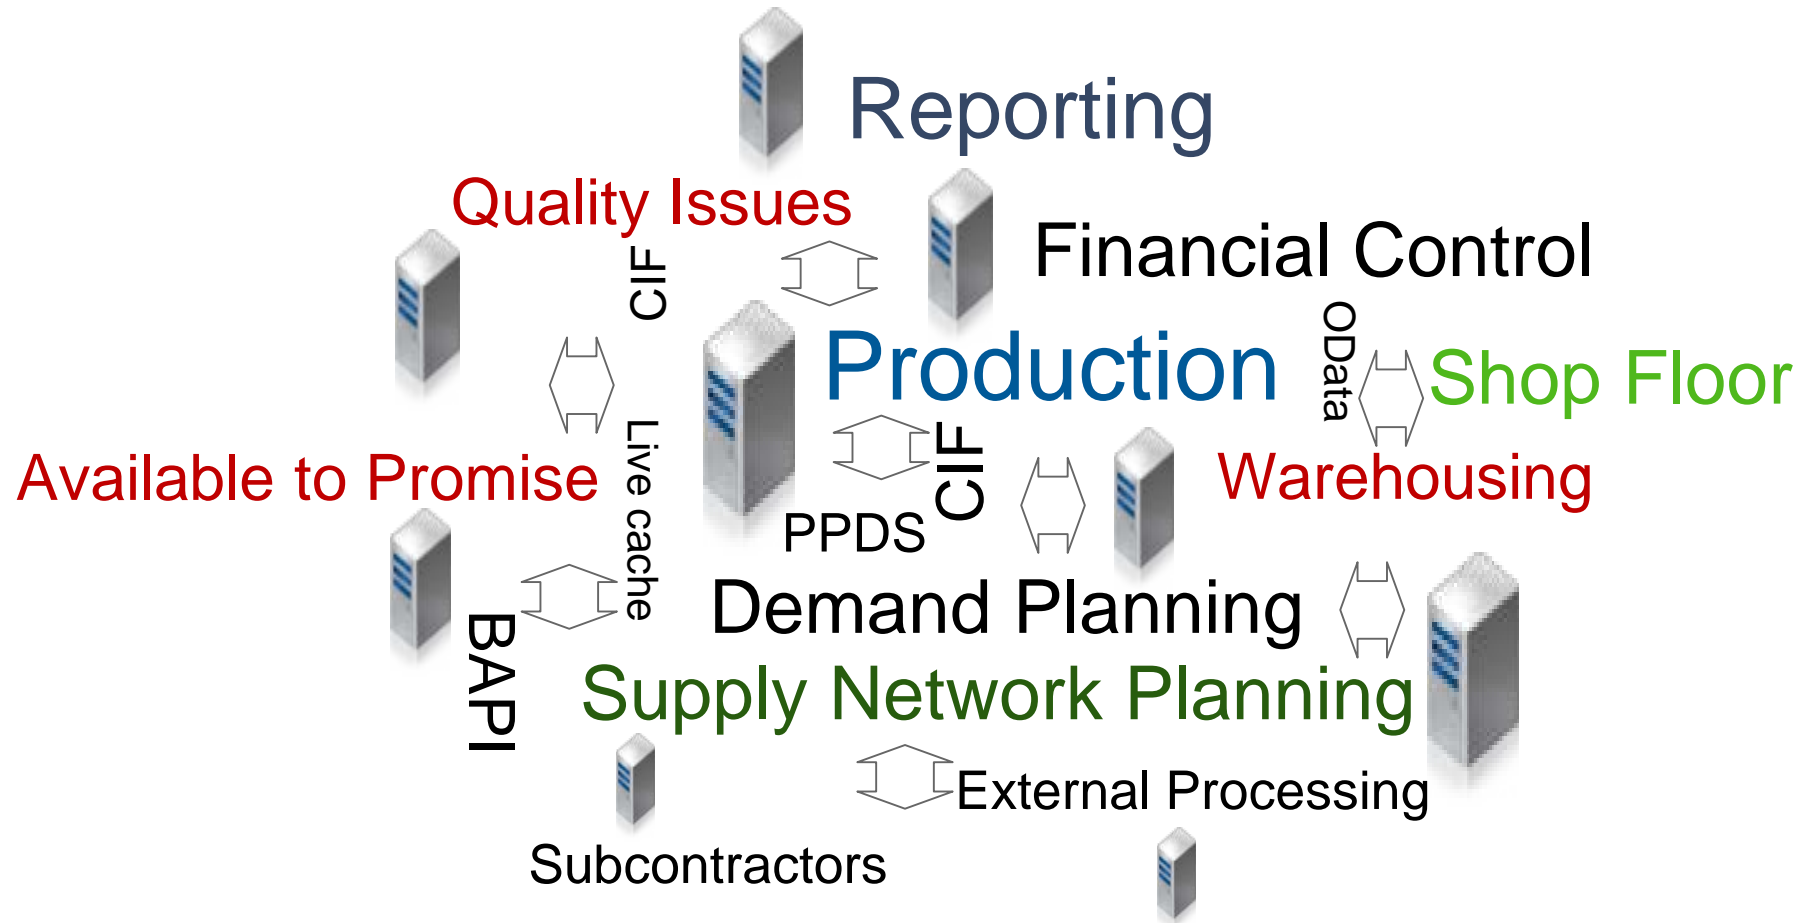 Reporting
Quality Issues
Financial Control
CIF
OData
Production
Shop Floor
Live cache
CIF
Available to Promise
Warehousing
PPDS
Demand Planning
BAPI
Supply Network Planning
External Processing
Subcontractors